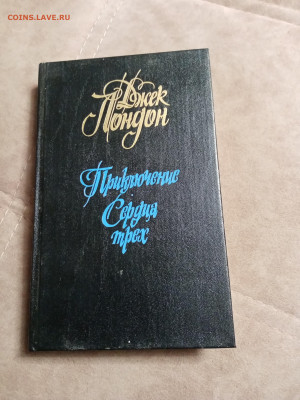 COINS.LAVE.RU
Джек
Лондон
Приключение
Сердца
трех